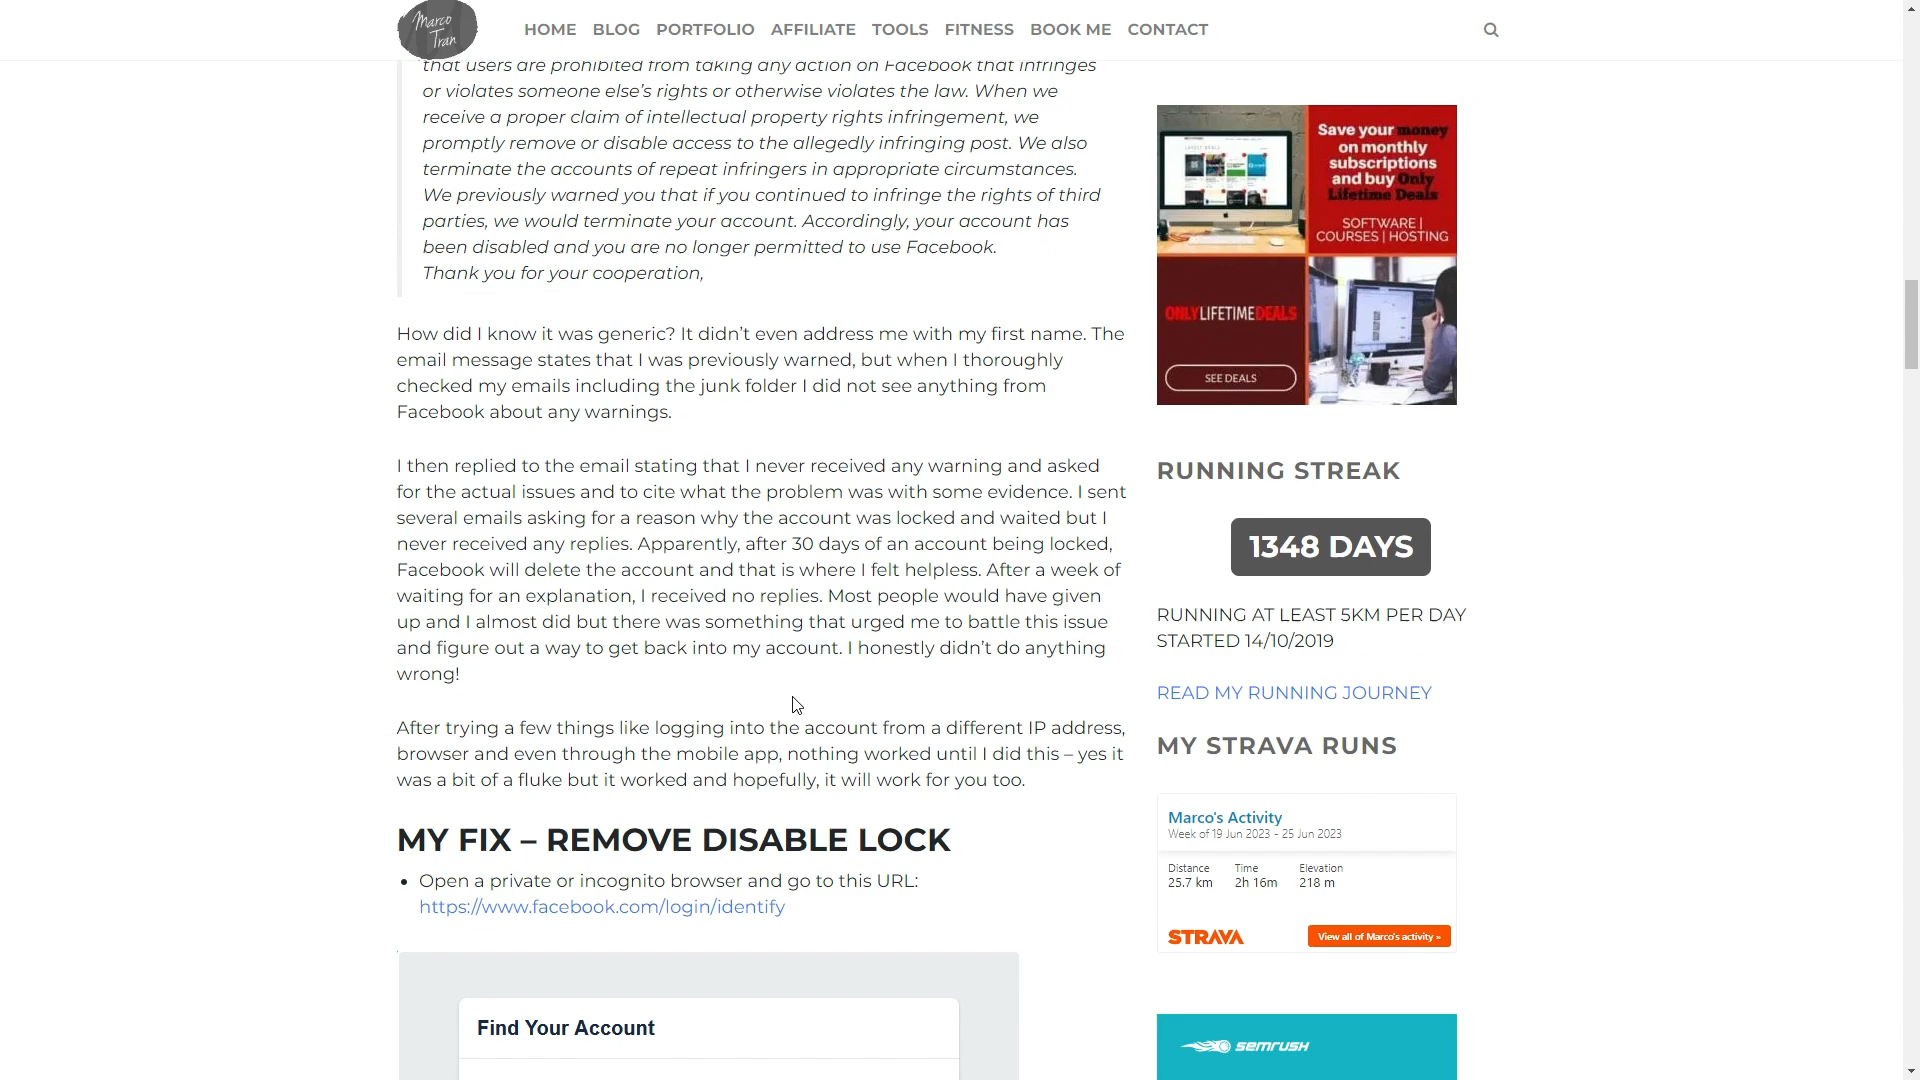 Marco
Tran
HOME BLOG PORTFOLIO AFFILIATE TOOLS FITNESS BOOK ME CONTACT
that users are prohibited from taking any action on Facebook that infringes
or violates someone else’s rights or otherwise violates the law. When we
receive a proper claim of intellectual property rights infringement, we
promptly remove or disable access to the allegedly infringing post. We also
terminate the accounts of repeat infringers in appropriate circumstances.
We previously warned you that if you continued to infringe the rights of third
parties, we would terminate your account. Accordingly, your account has
been disabled and you are no longer permitted to use Facebook.
Thank you for your cooperation,
How did I know it was generic? It didn’t even address me with my first name. The
email message states that I was previously warned, but when I thoroughly
checked my emails including the junk folder I did not see anything from
Facebook about any warnings.
I then replied to the email stating that I never received any warning and asked
for the actual issues and to cite what the problem was with some evidence. I sent
several emails asking for a reason why the account was locked and waited but I
never received any replies. Apparently, after 30 days of an account being locked,
Facebook will delete the account and that is where I felt helpless. After a week of
waiting for an explanation, I received no replies. Most people would have given
up and I almost did but there was something that urged me to battle this issue
and figure out a way to get back into my account. I honestly didn’t do anything
wrong!
After trying a few things like logging into the account from a different IP address,
browser and even through the mobile app, nothing worked until I did this – yes it
was a bit of a fluke but it worked and hopefully, it will work for you too.
MY FIX – REMOVE DISABLE LOCK
• Open a private or incognito browser and go to this URL:
https://www.facebook.com/login/identify
Find Your Account
Save your money
on monthly
subscriptions
and buy Only
Lifetime Deals
SOFTWARE |
COURSES | HOSTING
ONLYLIFETIMEDEALS
SEE DEALS
RUNNING STREAK
1348 DAYS
RUNNING AT LEAST 5KM PER DAY
STARTED 14/10/2019
READ MY RUNNING JOURNEY
MY STRAVA RUNS
Marco's Activity
Week of 19 Jun 2023 - 25 Jun 2023
Distance Time Elevation
25.7 km 2h 16m 218 m
STRAVA
View all of Marco's activity »
SEMRUSH